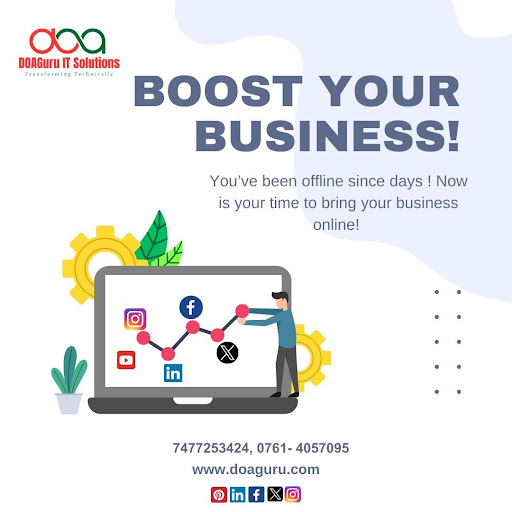 DOAGuru IT Solutions
Transforming Technically
BOOST YOUR
BUSINESS!
You've been offline since days ! Now
is your time to bring your business
online!
7477253424, 0761- 4057095
www.doaguru.com